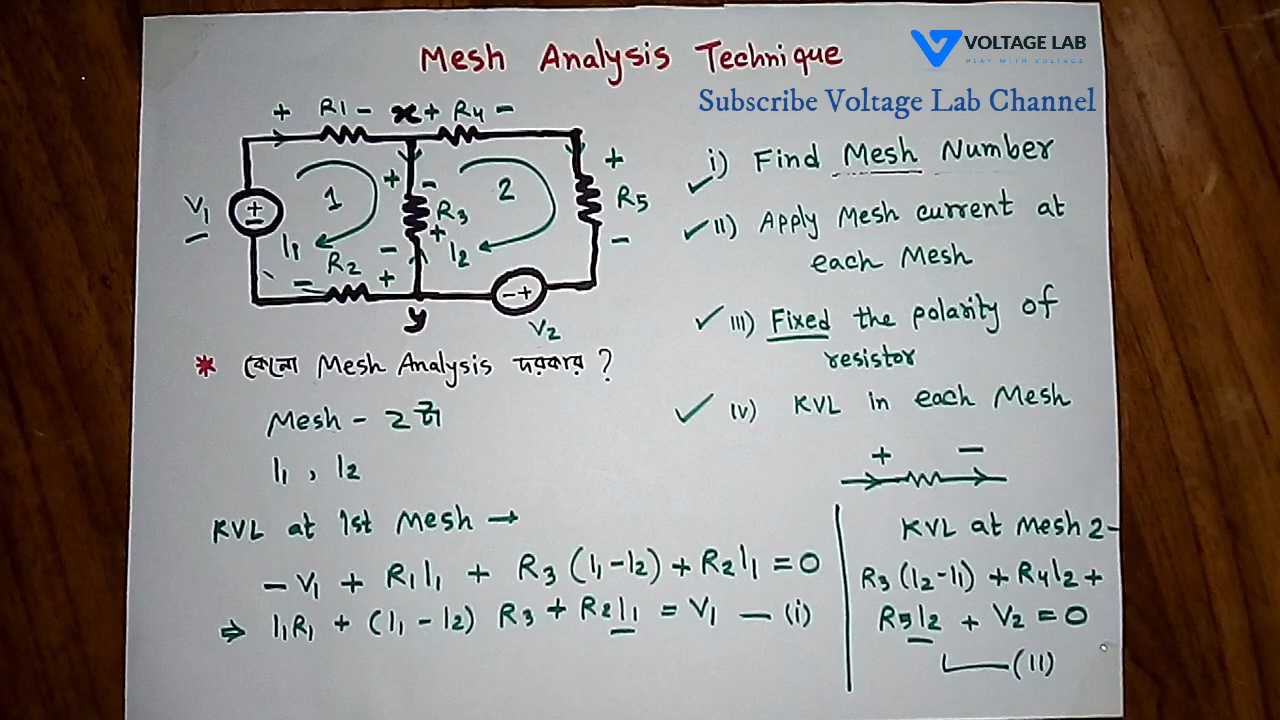 Mesh Analysis Technique
VOLTAGE LAB
PLAY WITH VOLTAGE
Subscribe Voltage Lab Channel
+ R1 - x + R4 -
+ R5 -
V1
+ -
1
2
+ -
- R3
+ -
I1
I2
- R2 +
- +
y
V2
i) Find Mesh Number
ii) Apply Mesh current at
each Mesh
iii) Fixed the polarity of
resistor
iv) KVL in each Mesh
+ -
* কেনো Mesh Analysis দরকার ?
Mesh - 2 টা
I1 , I2
KVL at 1st Mesh →
- V1 + R1I1 + R3 (I1-I2) + R2I1 = 0
⇒ I1R1 + (I1 - I2) R3 + R2I1 = V1 — (i)
KVL at Mesh 2-
R3 (I2-I1) + R4I2 +
R5I2 + V2 = 0
(ii)